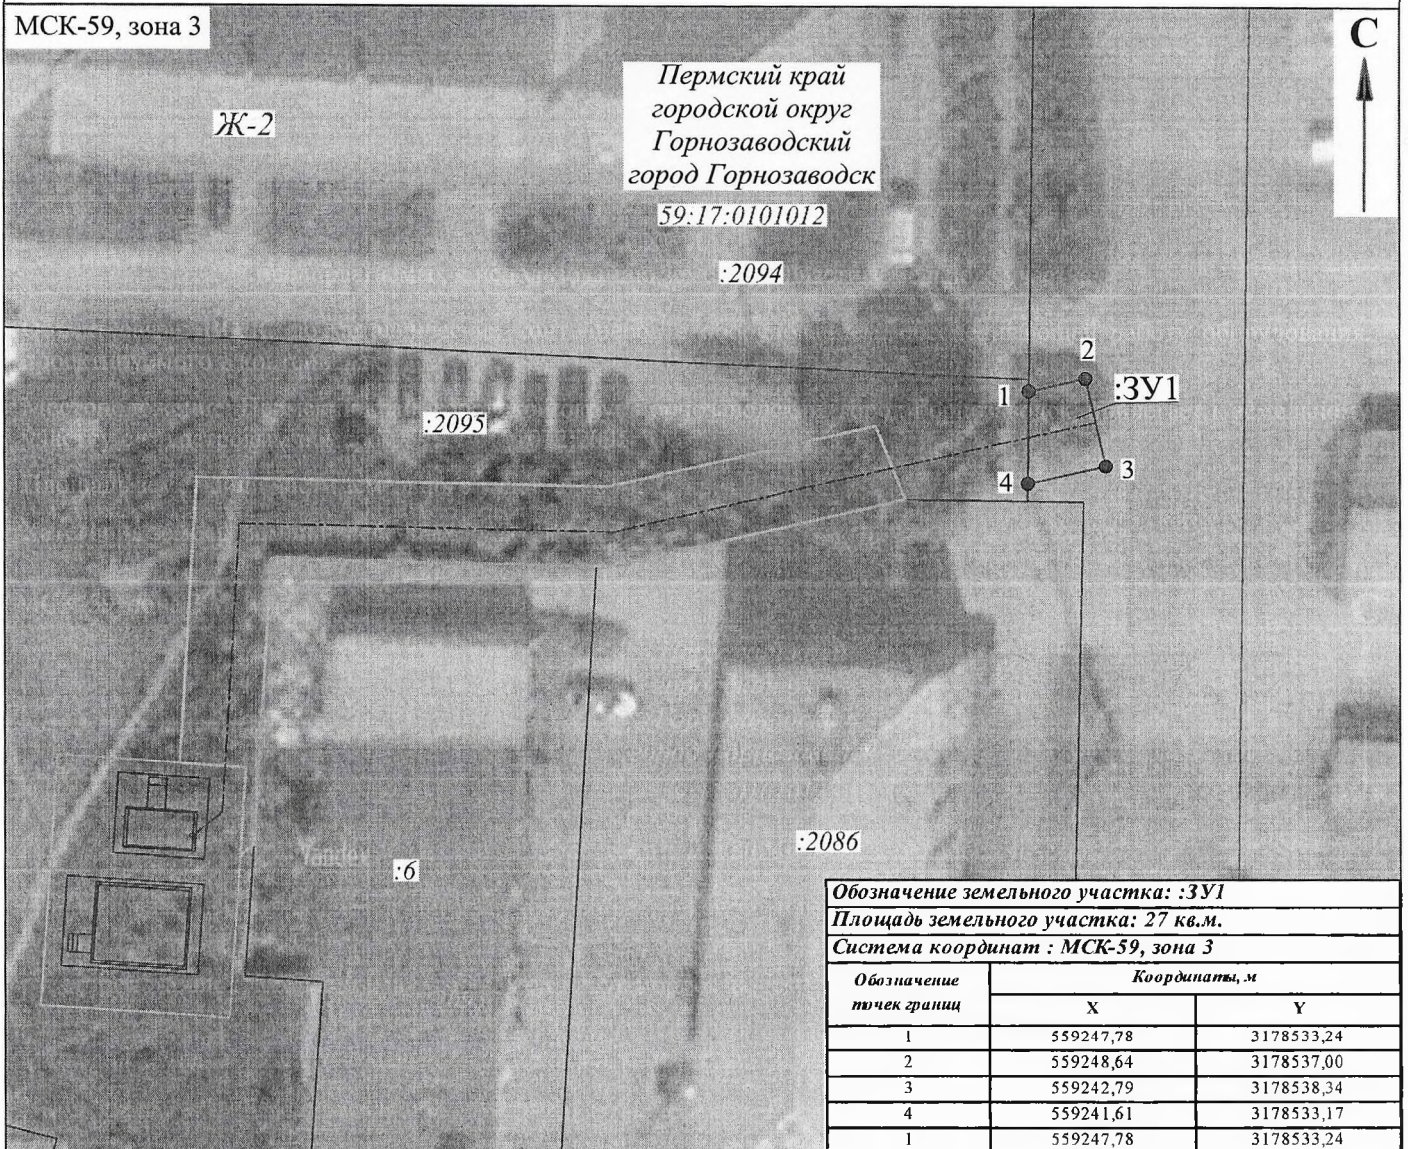 МСК-59, зона 3
С
Пермский край
городской округ
Горнозаводский
город Горнозаводск
59:17:0101012
Ж-2
:2094
2
1
:ЗУ1
:2095
3
4
:2086
:6
Yandex
Обозначение земельного участка: :ЗУ1
Площадь земельного участка: 27 кв.м.
Система координат : МСК-59, зона 3
Обозначение точек границ
Координаты, м
X Y
1 559247,78 3178533,24
2 559248,64 3178537,00
3 559242,79 3178538,34
4 559241,61 3178533,17
1 559247,78 3178533,24